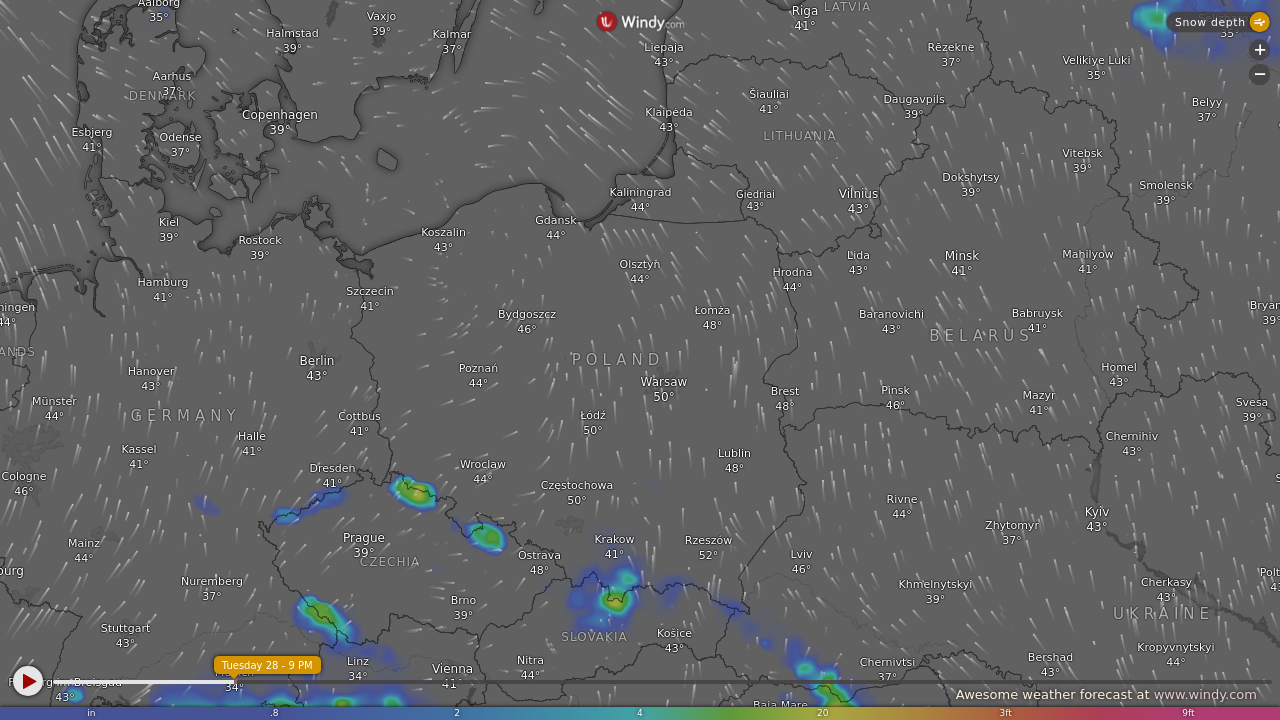 Aalborg
35°
Vaxjo
39°
Halmstad
39°
Kalmar
37°
Windy.com
Riga
41°
LATVIA
Snow depth
35°
Liepaja
43°
Rēzekne
37°
Velikiye Luki
35°
Aarhus
37°
DENMARK
Šiauliai
41°
Daugavpils
39°
Belyy
37°
Copenhagen
39°
Klaipėda
43°
Esbjerg
41°
Odense
37°
LITHUANIA
Vitebsk
39°
Dokshytsy
39°
Smolensk
39°
Kaliningrad
44°
Giedriai
43°
Vilnius
43°
Kiel
39°
Rostock
39°
Koszalin
43°
Gdansk
44°
Olsztyn
44°
Lida
43°
Minsk
41°
Mahilyow
41°
Hrodna
44°
Hamburg
41°
Szczecin
41°
ningen
44°
Bydgoszcz
46°
Łomża
48°
Baranovichi
43°
Babruysk
41°
Bryan
39°
BELARUS
ANDS
POLAND
Berlin
43°
Hanover
43°
Poznań
44°
Warsaw
50°
Homel
43°
Brest
48°
Pinsk
46°
Mazyr
41°
Münster
44°
GERMANY
Cottbus
41°
Łódź
50°
Svesa
39°
Halle
41°
Chernihiv
43°
Kassel
41°
Lublin
48°
Dresden
41°
Wroclaw
44°
Cologne
46°
Częstochowa
50°
Rivne
44°
Kyiv
43°
Zhytomyr
37°
Prague
39°
Mainz
44°
Krakow
41°
Rzeszow
52°
Ostrava
48°
Lviv
46°
CZECHIA
burg
Nuremberg
37°
Khmelnytskyi
39°
Cherkasy
43°
Polt
43
Brno
39°
UKRAINE
Stuttgart
43°
SLOVAKIA
Košice
43°
Kropyvnytskyi
44°
Tuesday 28 - 9 PM
Linz
34°
Vienna
41
Nitra
44°
Chernivtsi
37°
Bershad
43°
34°
43°
Awesome weather forecast at www.windy.com
Baia Mare
in .8 2 4 20 3ft 9ft